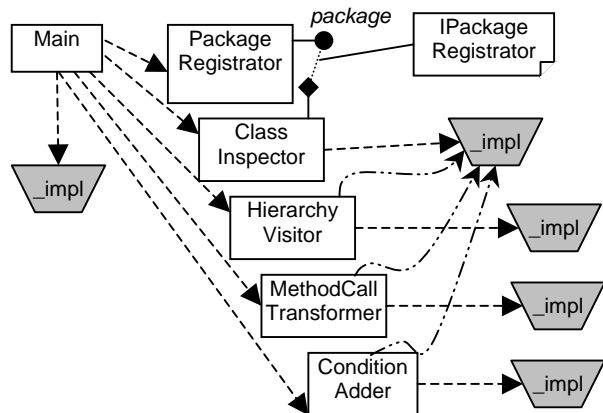 package
Main
Package
Registrator
IPackage
Registrator
Class
Inspector
_impl
_impl
Hierarchy
Visitor
_impl
MethodCall
Transformer
_impl
Condition
Adder
_impl